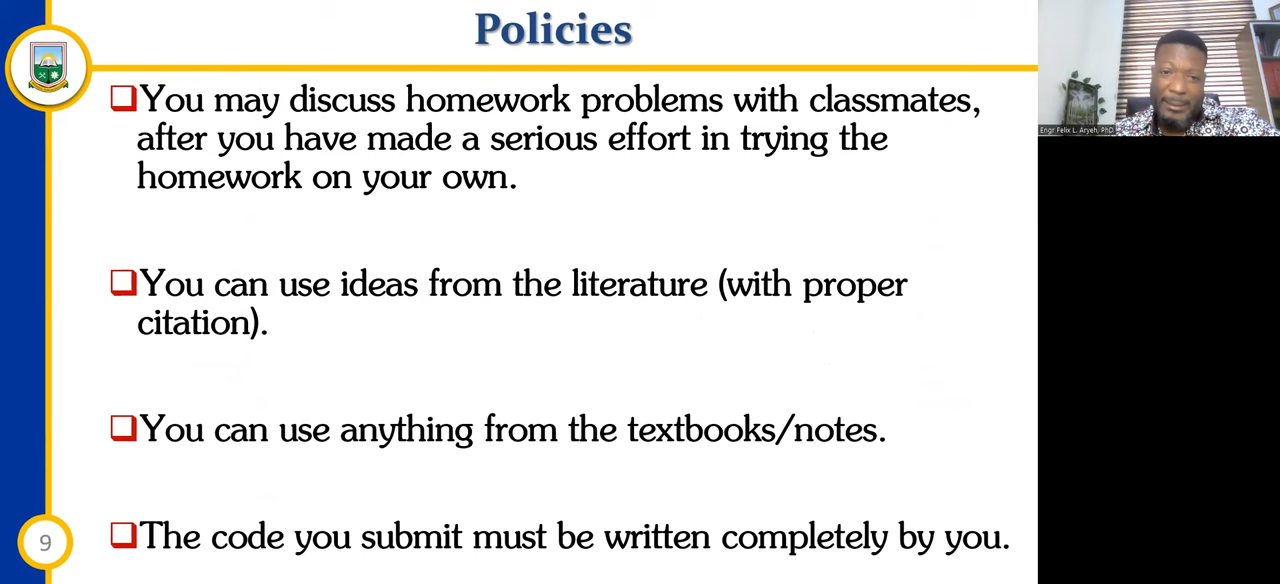 Policies
❑You may discuss homework problems with classmates,
after you have made a serious effort in trying the
homework on your own.
❑You can use ideas from the literature (with proper
citation).
❑You can use anything from the textbooks/notes.
❑The code you submit must be written completely by you.
9
Engr Felix L. Aryeh, PhD